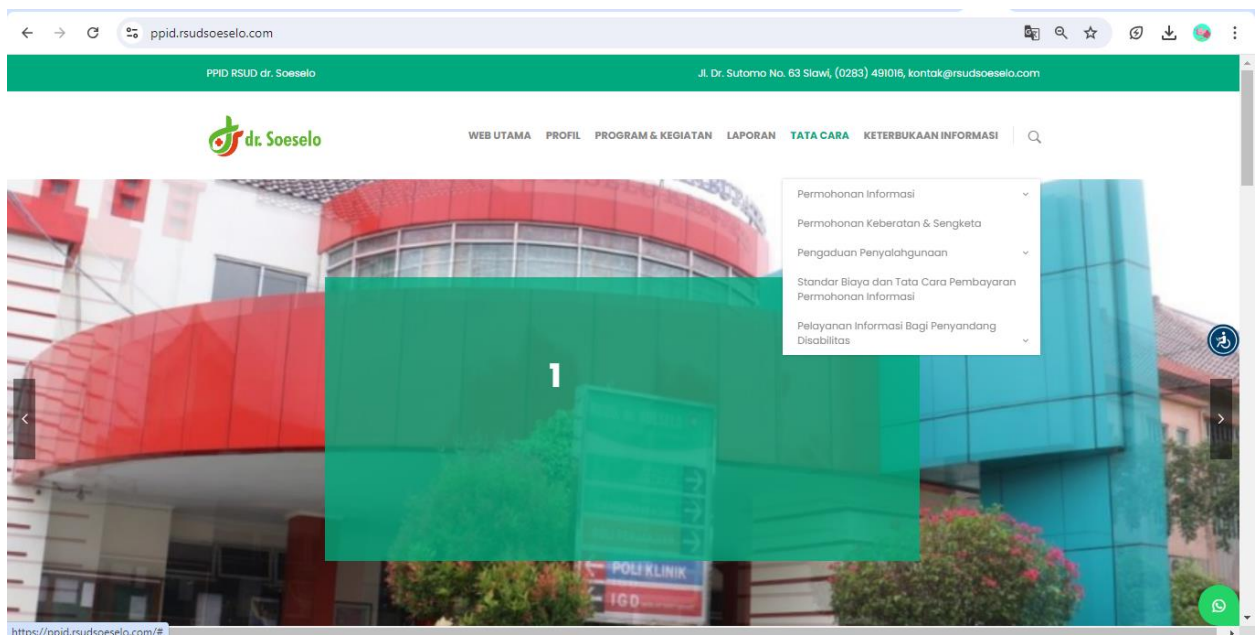 ppid.rsudsoeselo.com
PPID RSUD dr. Soeselo
Jl. Dr. Sutomo No. 63 Slawi, (0283) 491016, kontak@rsudsoeselo.com
dr. Soeselo
WEB UTAMA PROFIL PROGRAM & KEGIATAN LAPORAN TATA CARA KETERBUKAAN INFORMASI
Permohonan Informasi
Permohonan Keberatan & Sengketa
Pengaduan Penyalahgunaan
Standar Biaya dan Tata Cara Pembayaran
Permohonan Informasi
Pelayanan Informasi Bagi Penyandang
Disabilitas
1
POLI KLINIK
IGD
https://ppid.rsudsoeselo.com/#